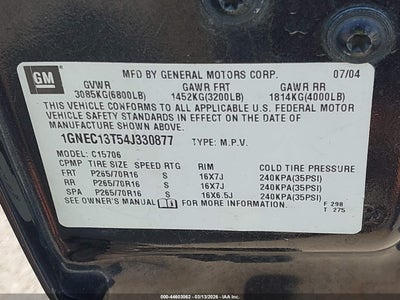 GM
MFD BY GENERAL MOTORS CORP. 07/04
GVWR GAWR FRT GAWR RR
3085KG(6800LB) 1452KG(3200LB) 1814KG(4000LB)
THIS VEHICLE CONFORMS TO ALL APPLICABLE U.S. FEDERAL MOTOR
VEHICLE SAFETY STANDARDS IN EFFECT ON THE DATE OF
MANUFACTURE SHOWN ABOVE.
1GNEC13T54J330877 TYPE: M.P.V.
MODEL: C15706
CPMP TIRE SIZE SPEED RTG RIM COLD TIRE PRESSURE
FRT P265/70R16 S 16X7J 240KPA(35PSI)
RR P265/70R16 S 16X7J 240KPA(35PSI)
SPA P265/70R16 S 16X6.5J 240KPA(35PSI)
SEE OWNER'S MANUAL FOR MORE INFORMATION.
F 298
T 275
© 000-44603062 | 03/13/2026 - COPYRIGHT IAA